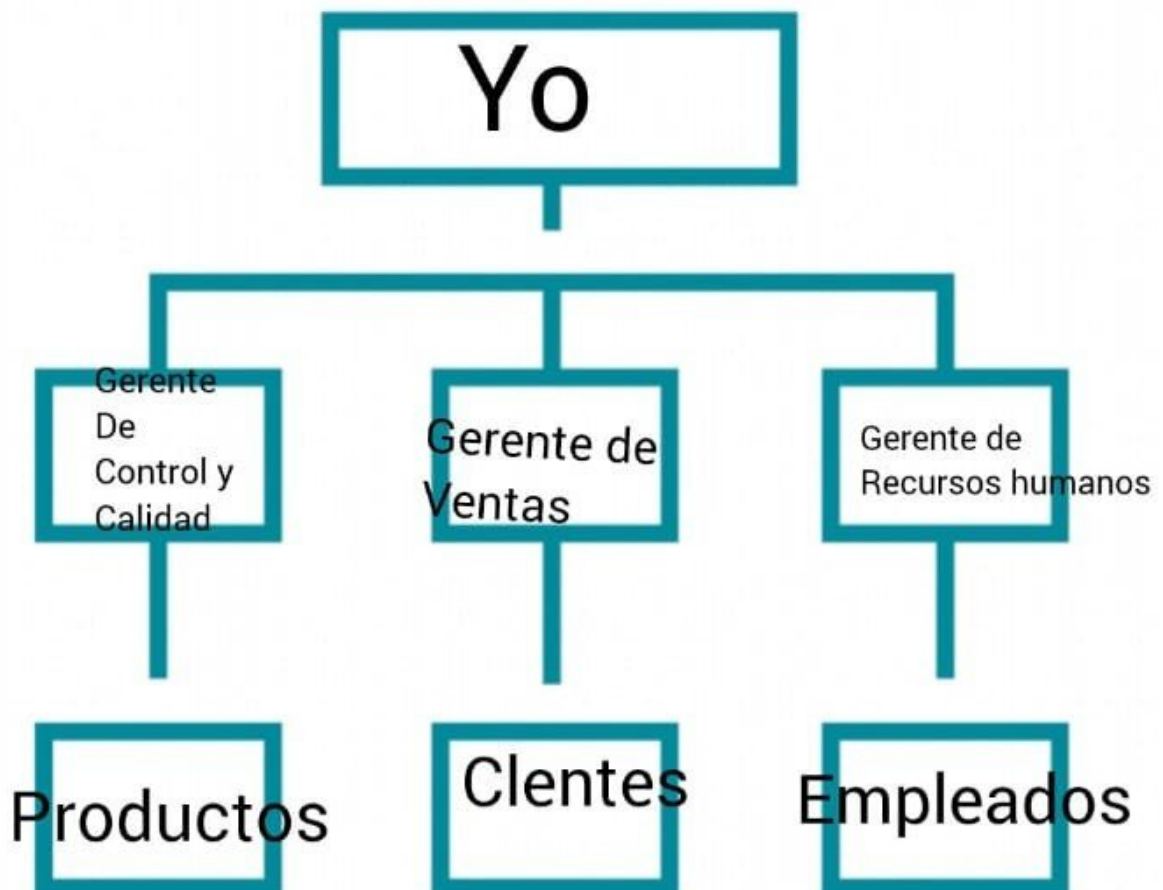 Yo
Gerente
De
Control y
Calidad
Gerente de
Ventas
Gerente de
Recursos humanos
Productos
Clentes
Empleados